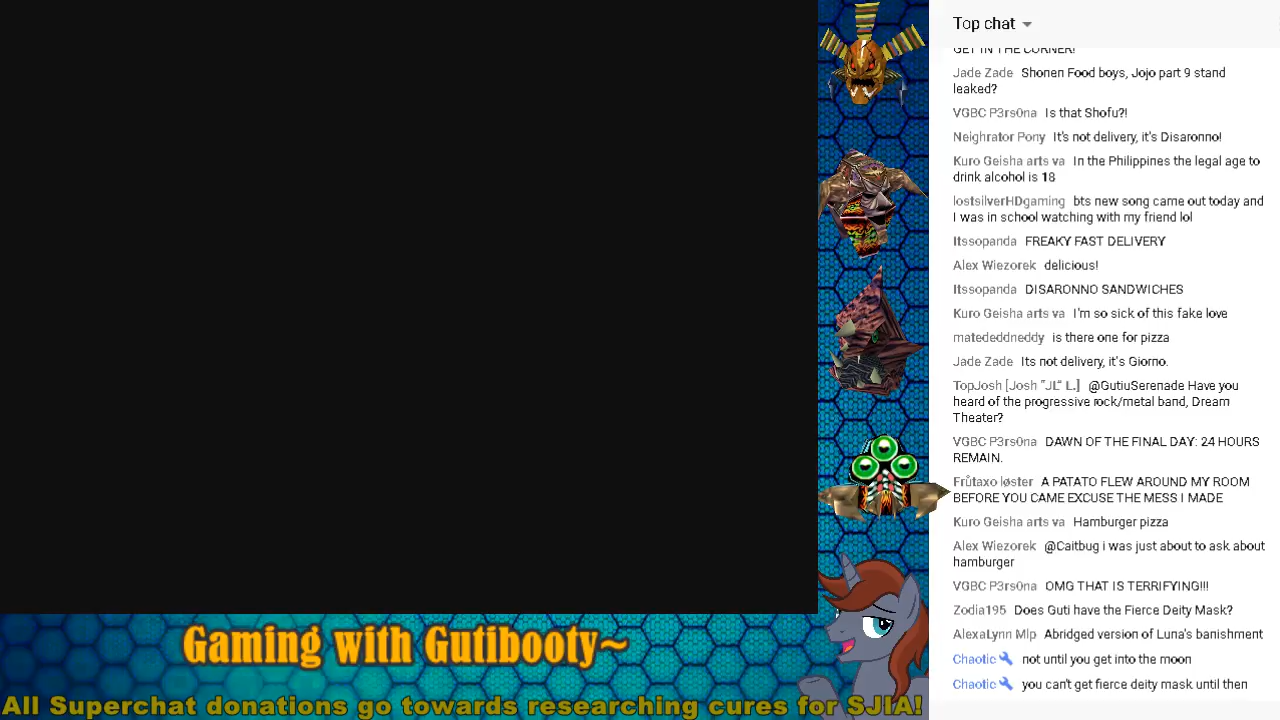 Top chat
GET IN THE CORNER!
Jade Zade Shonen Food boys, Jojo part 9 stand
leaked?
VGBC P3rs0na Is that Shofu?!
Neighrator Pony It's not delivery, it's Disaronno!
Kuro Geisha arts va In the Philippines the legal age to
drink alcohol is 18
lostsilverHDgaming bts new song came out today and
I was in school watching with my friend lol
Itssopanda FREAKY FAST DELIVERY
Alex Wiezorek delicious!
Itssopanda DISARONNO SANDWICHES
Kuro Geisha arts va I'm so sick of this fake love
matededdneddy is there one for pizza
Jade Zade Its not delivery, it's Giorno.
TopJosh [Josh "JL" L.] @GutiuSerenade Have you
heard of the progressive rock/metal band, Dream
Theater?
VGBC P3rs0na DAWN OF THE FINAL DAY: 24 HOURS
REMAIN.
Frůtaxo løster A PATATO FLEW AROUND MY ROOM
BEFORE YOU CAME EXCUSE THE MESS I MADE
Kuro Geisha arts va Hamburger pizza
Alex Wiezorek @Caitbug i was just about to ask about
hamburger
VGBC P3rs0na OMG THAT IS TERRIFYING!!!
Zodia195 Does Guti have the Fierce Deity Mask?
AlexaLynn Mlp Abridged version of Luna's banishment
Chaotic not until you get into the moon
Chaotic you can't get fierce deity mask until then
Gaming with Gutibooty~
All Superchat donations go towards researching cures for SJIA!